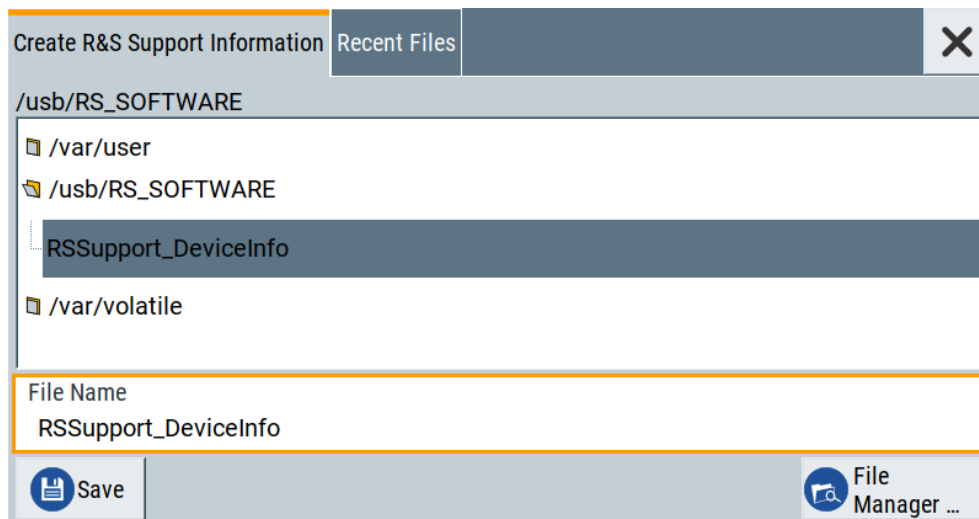 Create R&S Support Information Recent Files
/usb/RS_SOFTWARE
/var/user
/usb/RS_SOFTWARE
RSSupport_DeviceInfo
/var/volatile
File Name
RSSupport_DeviceInfo
Save
File
Manager ...